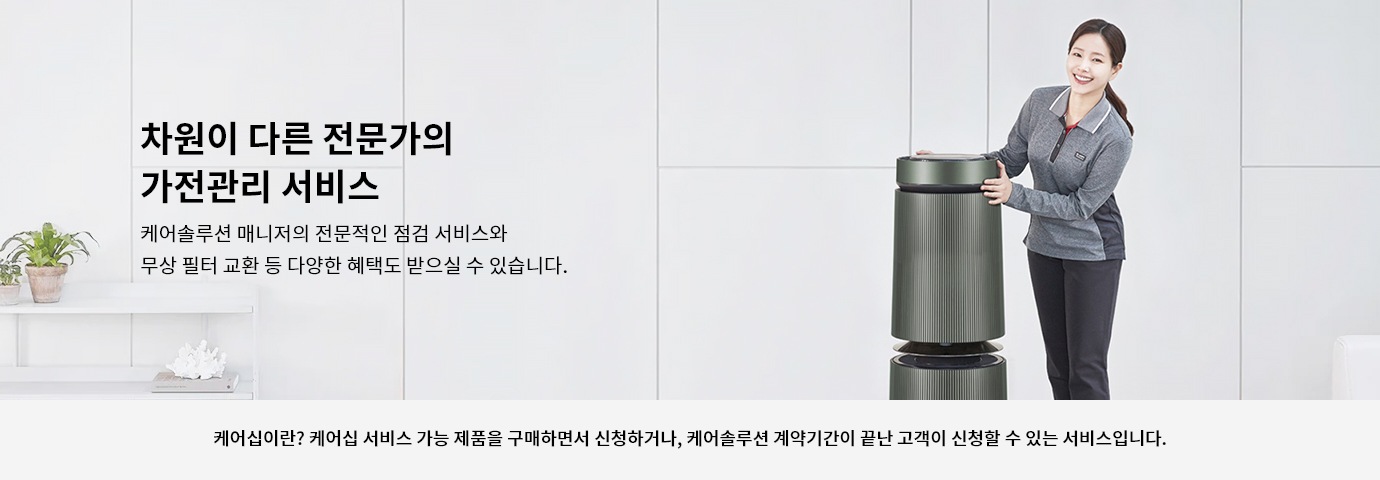 차원이 다른 전문가의
가전관리 서비스
케어솔루션 매니저의 전문적인 점검 서비스와
무상 필터 교환 등 다양한 혜택도 받으실 수 있습니다.
케어십이란? 케어십 서비스 가능 제품을 구매하면서 신청하거나, 케어솔루션 계약기간이 끝난 고객이 신청할 수 있는 서비스입니다.